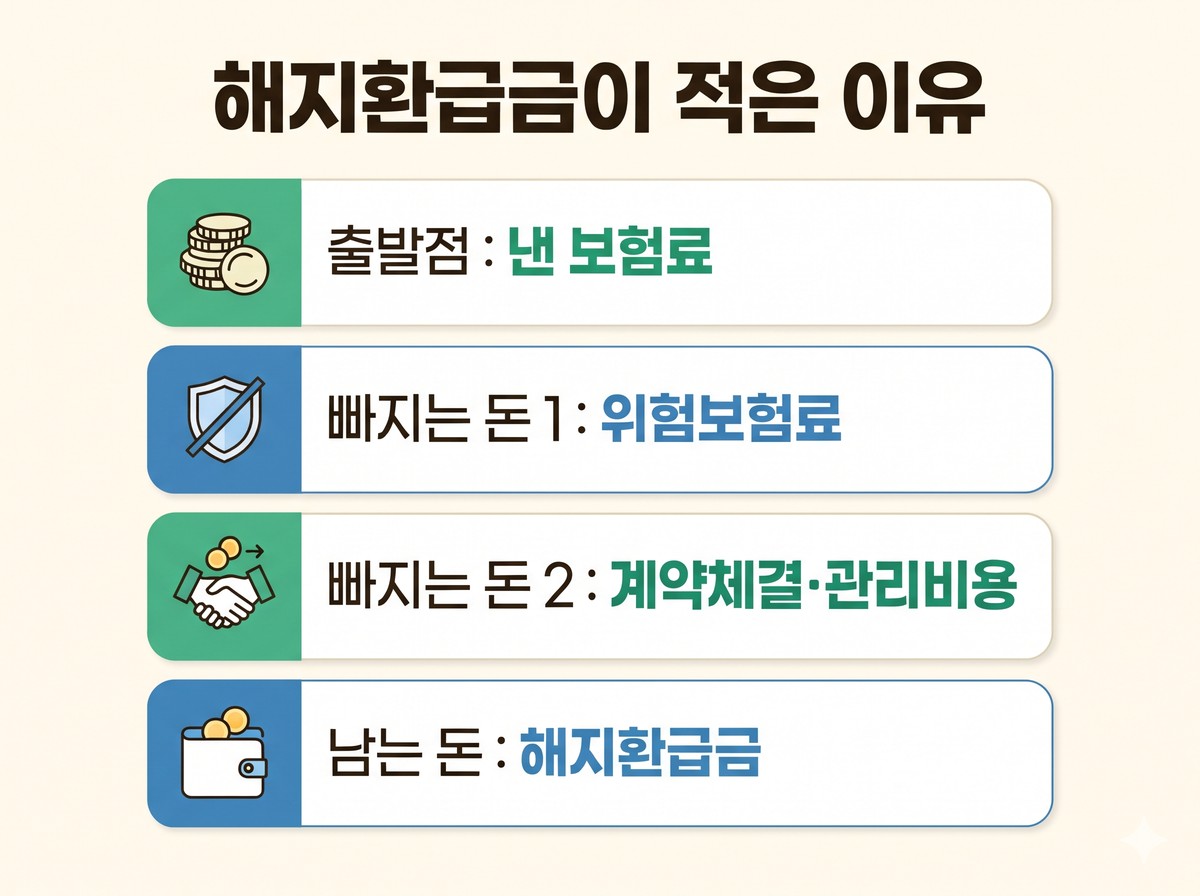 해지환급금이 적은 이유
출발점 : 낸 보험료
빠지는 돈 1 : 위험보험료
빠지는 돈 2 : 계약체결·관리비용
남는 돈 : 해지환급금